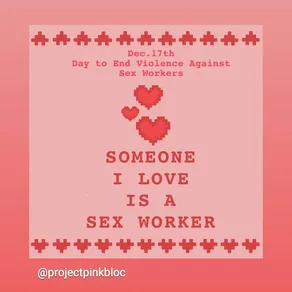 Dec.17th
Day to End Violence Against
Sex Workers
SOMEONE
I LOVE
IS A
SEX WORKER
@projectpinkbloc